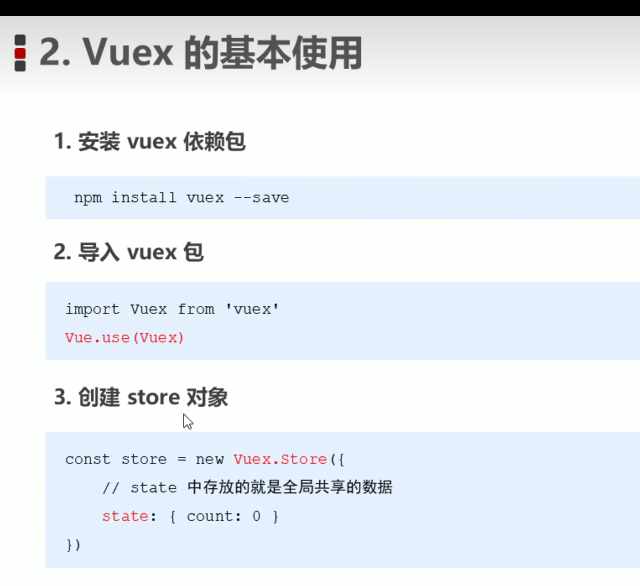 2. Vuex 的基本使用
1. 安装 vuex 依赖包
npm install vuex --save
2. 导入 vuex 包
import Vuex from 'vuex'
Vue.use(Vuex)
3. 创建 store 对象
const store = new Vuex.Store({
// state 中存放的就是全局共享的数据
state: { count: 0 }
})